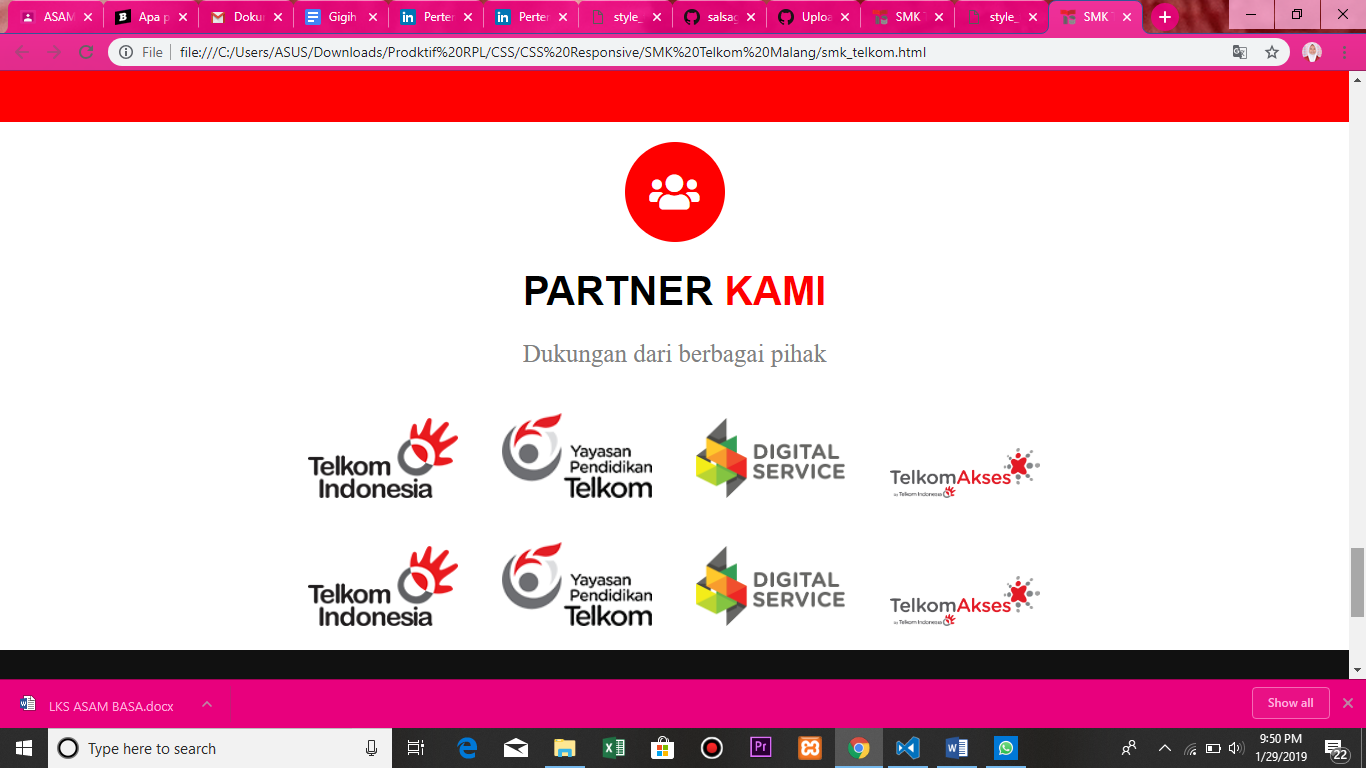 ASAM
Apa p
Dokur
Gigih
Perter
Perter
style_
salsag
Uploa
SMK T
style_
SMK T
File
file:///C:/Users/ASUS/Downloads/Prodktif%20RPL/CSS/CSS%20Responsive/SMK%20Telkom%20Malang/smk_telkom.html
PARTNER KAMI
Dukungan dari berbagai pihak
Telkom
Indonesia
Yayasan
Pendidikan
Telkom
DIGITAL
SERVICE
TelkomAkses
by Telkom Indonesia
Telkom
Indonesia
Yayasan
Pendidikan
Telkom
DIGITAL
SERVICE
TelkomAkses
by Telkom Indonesia
LKS ASAM BASA.docx
Show all
Type here to search
Pr
9:50 PM
1/29/2019
22